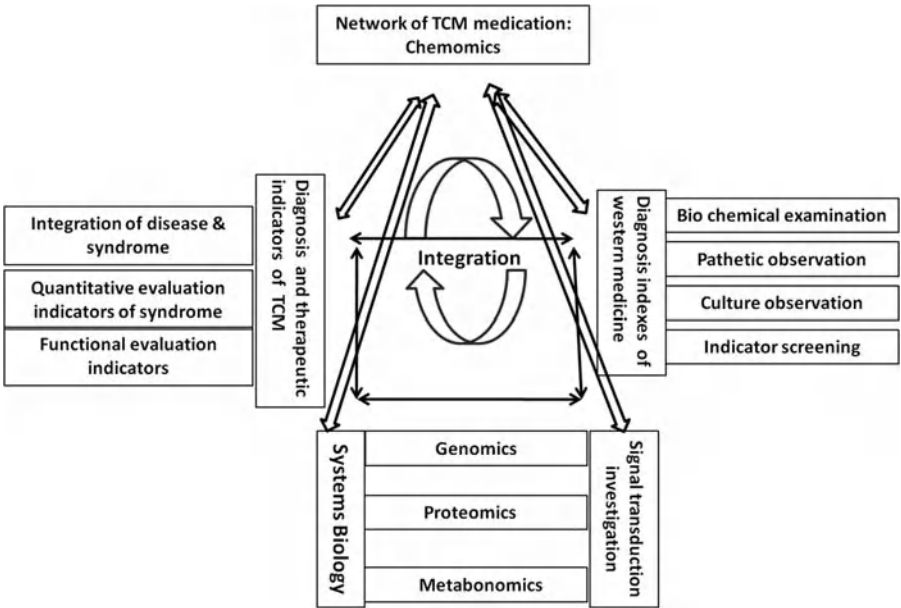 Network of TCM medication:
Chemomics
Diagnosis and therapeutic
indicators of TCM
Integration of disease &
syndrome
Quantitative evaluation
indicators of syndrome
Functional evaluation
indicators
Integration
Diagnosis indexes of
western medicine
Bio chemical examination
Pathetic observation
Culture observation
Indicator screening
Systems Biology
Genomics
Proteomics
Metabonomics
Signal transduction
investigation